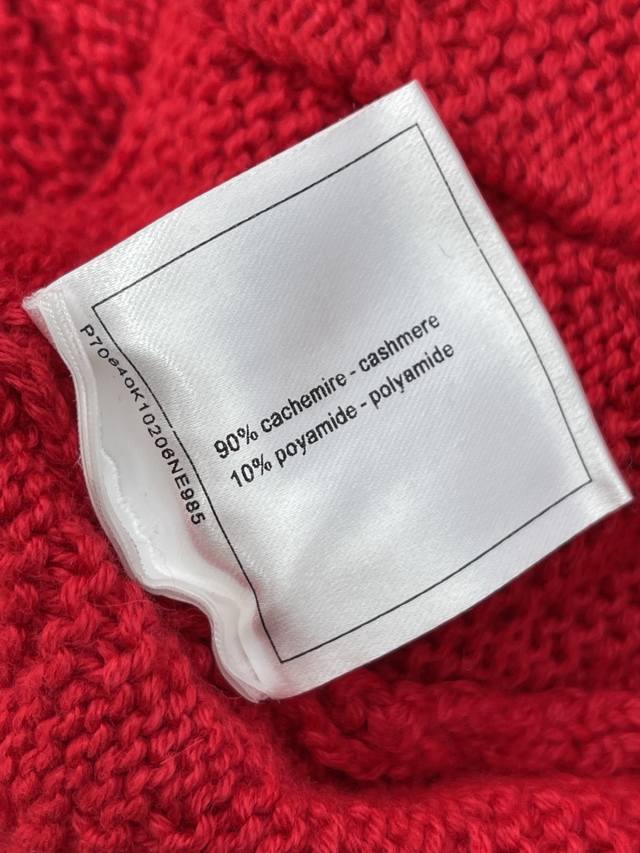 90% cachemire - cashmere
10% poyamide - polyamide
P70640K10206NE985